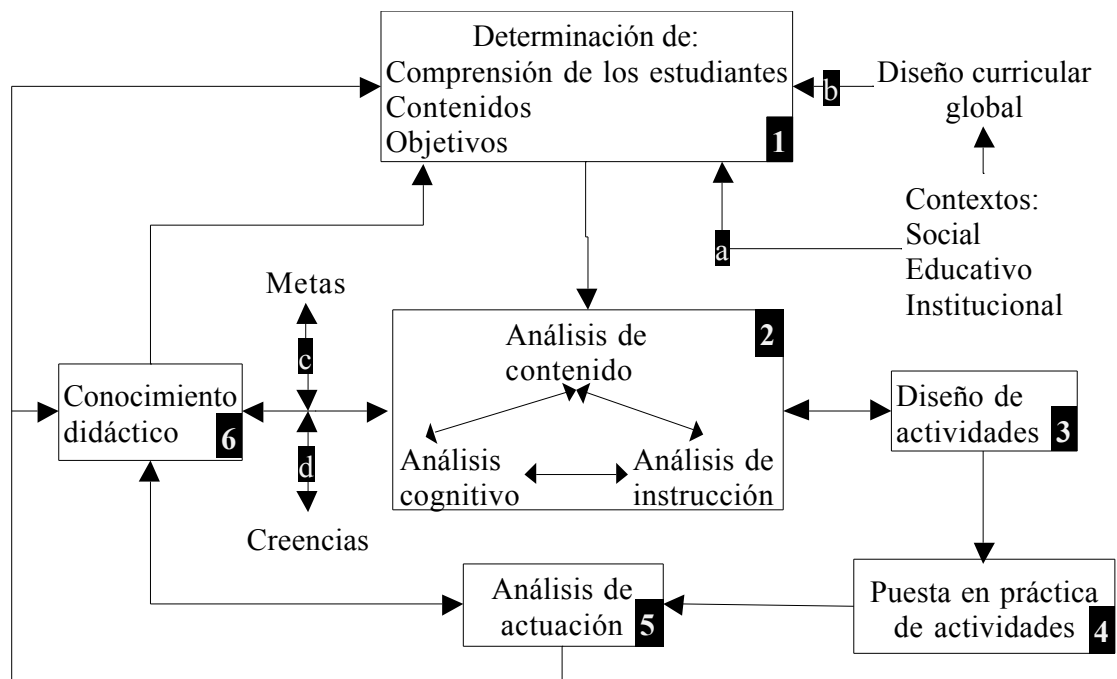 Determinación de:
Comprensión de los estudiantes
Contenidos
Objetivos
1
b
Diseño curricular
global
a
Contextos:
Social
Educativo
Institucional
Metas
c
d
Creencias
Conocimiento
didáctico
6
2
Análisis de
contenido
Análisis
cognitivo
Análisis de
instrucción
Diseño de
actividades
3
Análisis de
actuación
5
Puesta en práctica
de actividades
4